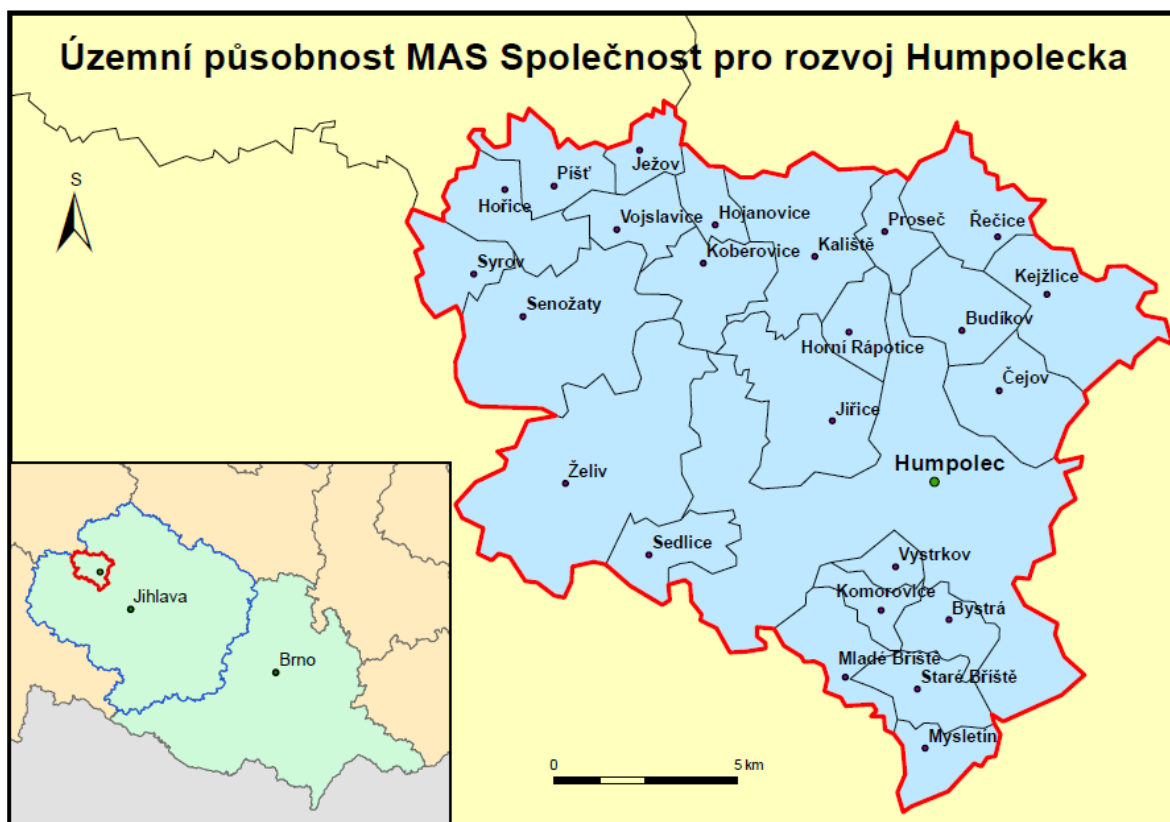 Územní působnost MAS Společnost pro rozvoj Humpolecka
S
Ježov
Píšť
Hořice
Vojslavice
Hojanovice
Proseč
Řečice
Koberovice
Kaliště
Syrov
Kejžlice
Senožaty
Budíkov
Horní Rápotice
Čejov
Jiřice
Želiv
Humpolec
Sedlice
Vystrkov
Komorovice
Bystrá
Mladé Bříště
Staré Bříště
Mysletín
Jihlava
Brno
0 5 km